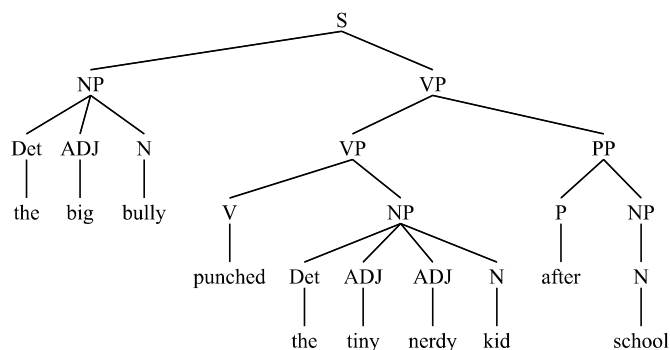 S
NP VP
Det ADJ N VP PP
the big bully V NP P NP
punched Det ADJ ADJ N after N
the tiny nerdy kid school